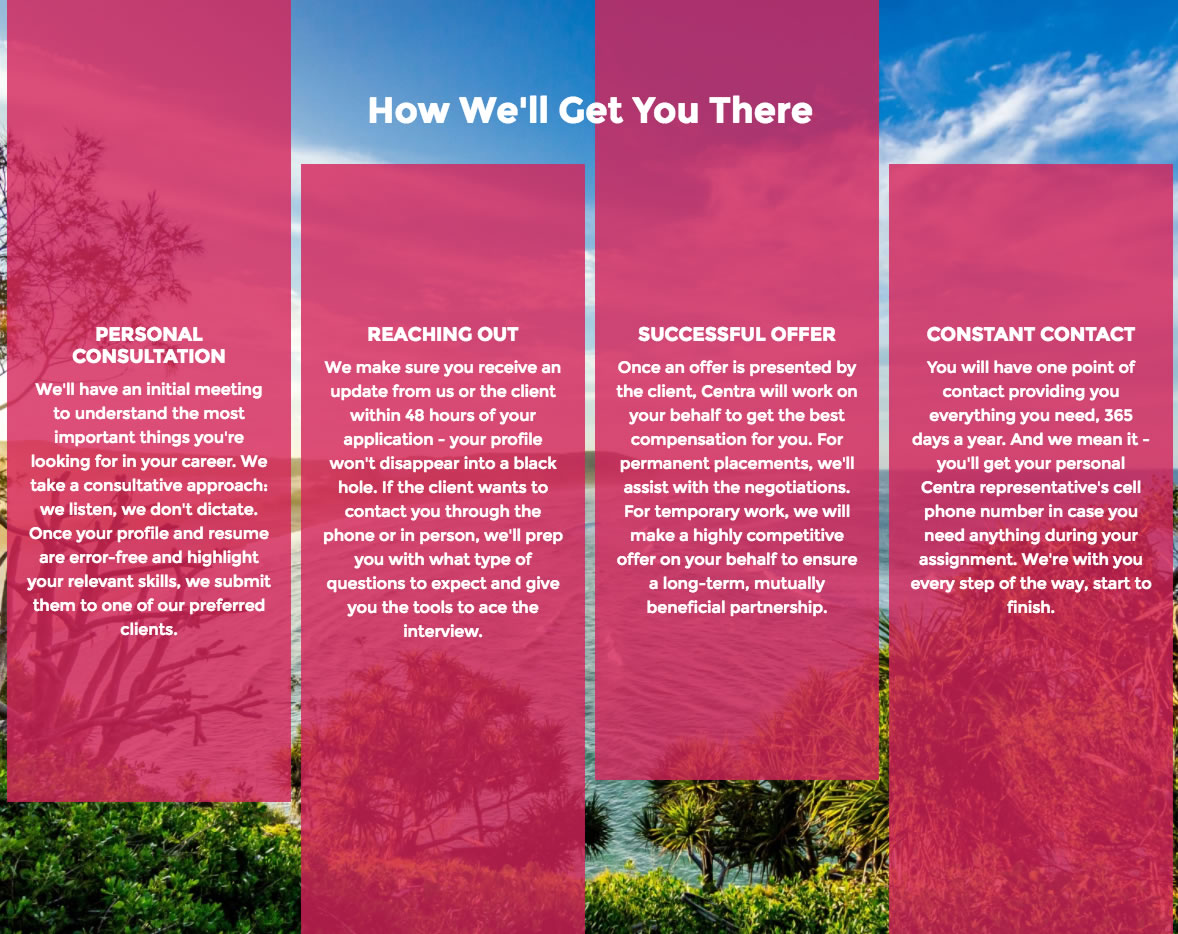 How We'll Get You There
PERSONAL
CONSULTATION
We'll have an initial meeting
to understand the most
important things you're
looking for in your career. We
take a consultative approach:
we listen, we don't dictate.
Once your profile and resume
are error-free and highlight
your relevant skills, we submit
them to one of our preferred
clients.
REACHING OUT
We make sure you receive an
update from us or the client
within 48 hours of your
application - your profile
won't disappear into a black
hole. If the client wants to
contact you through the
phone or in person, we'll prep
you with what type of
questions to expect and give
you the tools to ace the
interview.
SUCCESSFUL OFFER
Once an offer is presented by
the client, Centra will work on
your behalf to get the best
compensation for you. For
permanent placements, we'll
assist with the negotiations.
For temporary work, we will
make a highly competitive
offer on your behalf to ensure
a long-term, mutually
beneficial partnership.
CONSTANT CONTACT
You will have one point of
contact providing you
everything you need, 365
days a year. And we mean it -
you'll get your personal
Centra representative's cell
phone number in case you
need anything during your
assignment. We're with you
every step of the way, start to
finish.